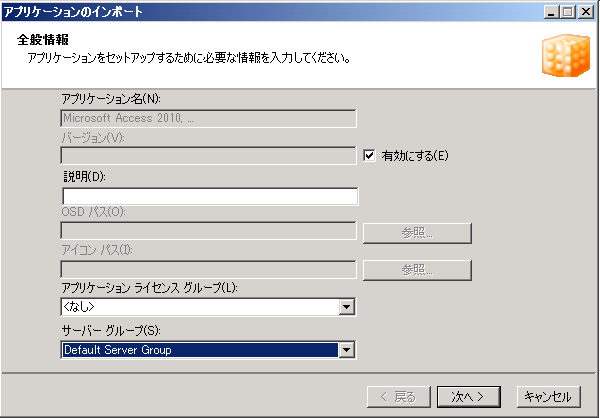 アプリケーションのインポート
全般情報
アプリケーションをセットアップするために必要な情報を入力してください。
アプリケーション名(N):
Microsoft Access 2010, ...
バージョン(V):
有効にする(E)
説明(D):
OSD パス(O):
参照...
アイコン パス(I):
参照...
アプリケーション ライセンス グループ(L):
<なし>
サーバー グループ(S):
Default Server Group
< 戻る
次へ >
キャンセル